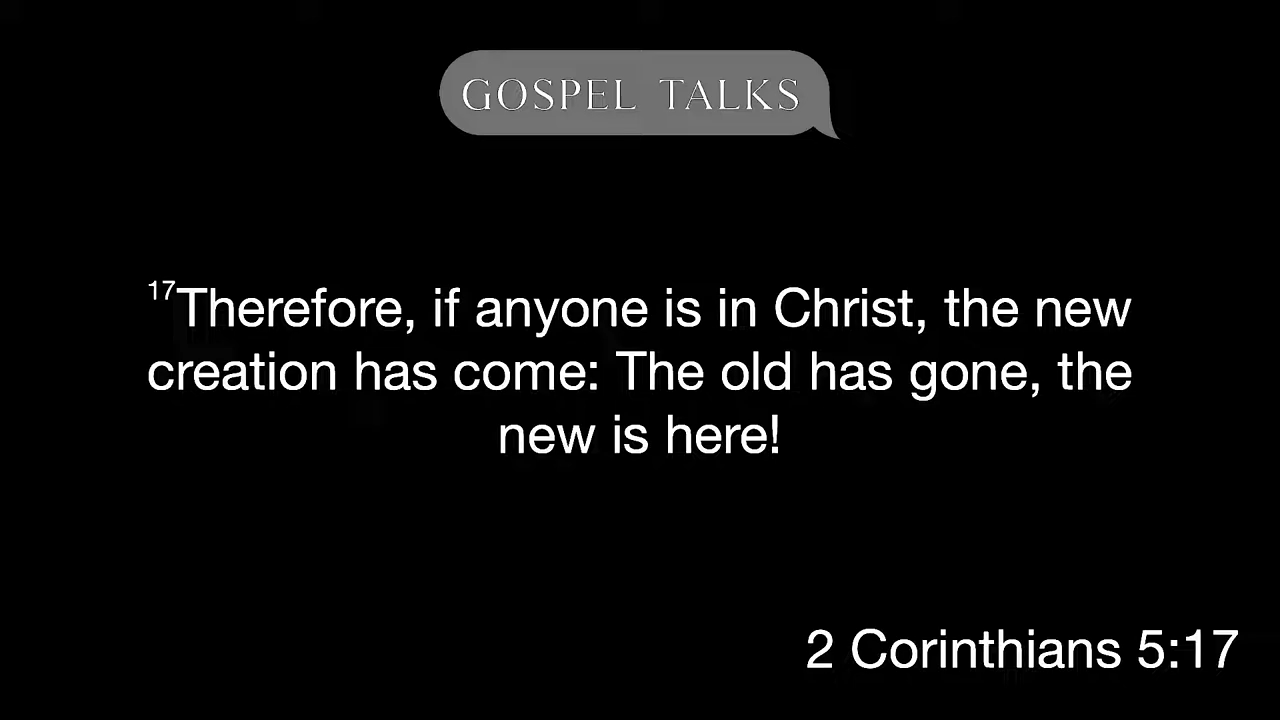 GOSPEL TALKS
17Therefore, if anyone is in Christ, the new
creation has come: The old has gone, the
new is here!
2 Corinthians 5:17